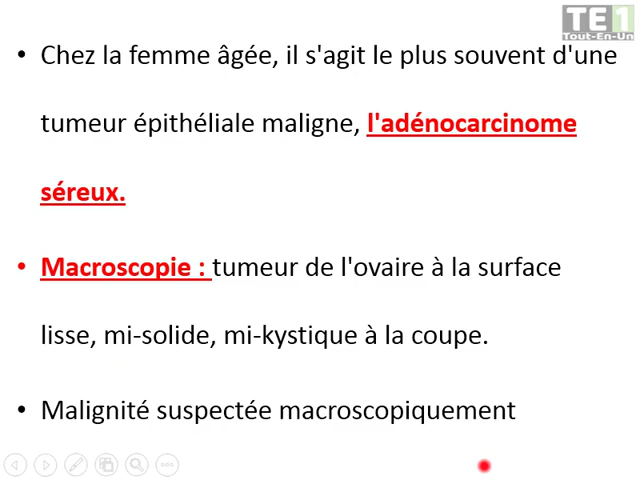 TE1
Tout-En-Un
• Chez la femme âgée, il s'agit le plus souvent d'une
tumeur épithéliale maligne, l'adénocarcinome
séreux.
• Macroscopie : tumeur de l'ovaire à la surface
lisse, mi-solide, mi-kystique à la coupe.
• Malignité suspectée macroscopiquement